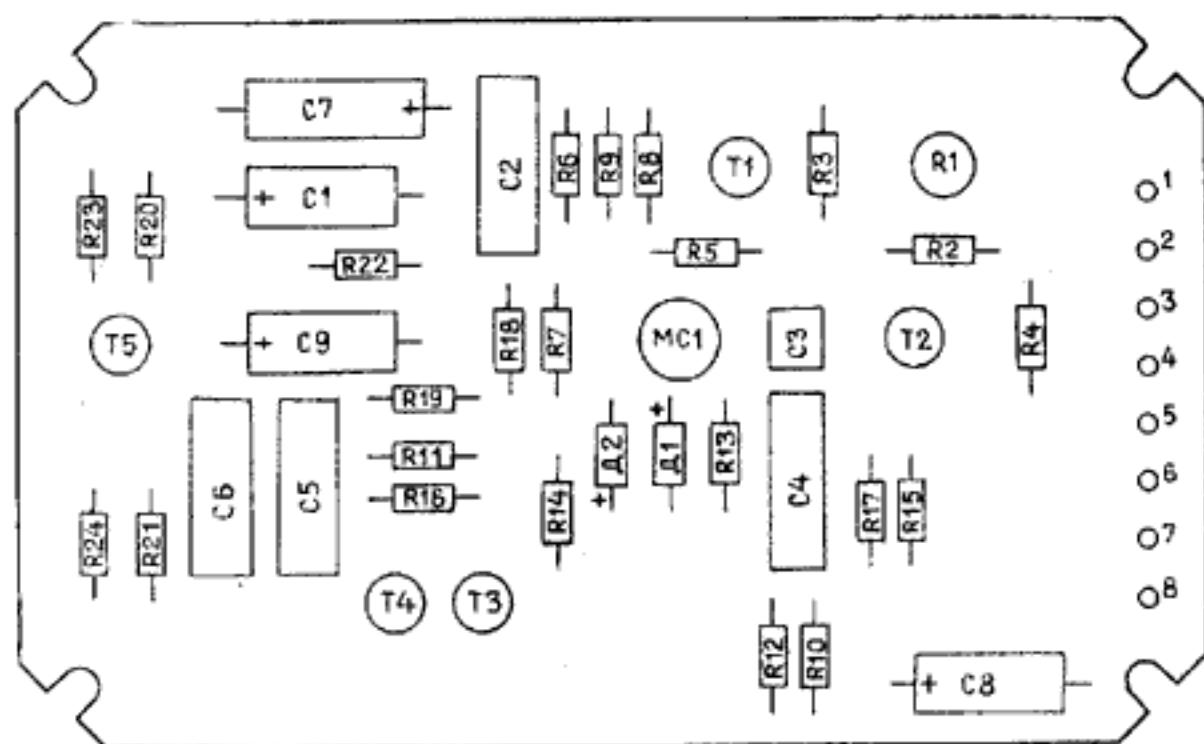 C7 +
C2
R6
R9
R8
T1
R3
R1
1
+ C1
R23
R20
R22
R5
R2
2
3
T5
+ C9
R18
R7
MC1
C3
T2
R4
4
R19
+
Д2
+
Д1
R13
5
C6
C5
R11
R16
R14
C4
R17
R15
6
R24
R21
7
T4
T3
8
R12
R10
+ C8